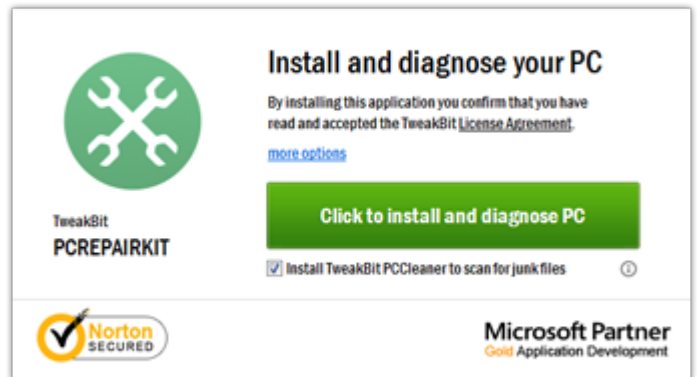 Install and diagnose your PC
By installing this application you confirm that you have
read and accepted the TweakBit License Agreement.
more options
Click to install and diagnose PC
TweakBit
PCREPAIRKIT
Install TweakBit PCCleaner to scan for junk files
Norton
SECURED
Microsoft Partner
Gold Application Development